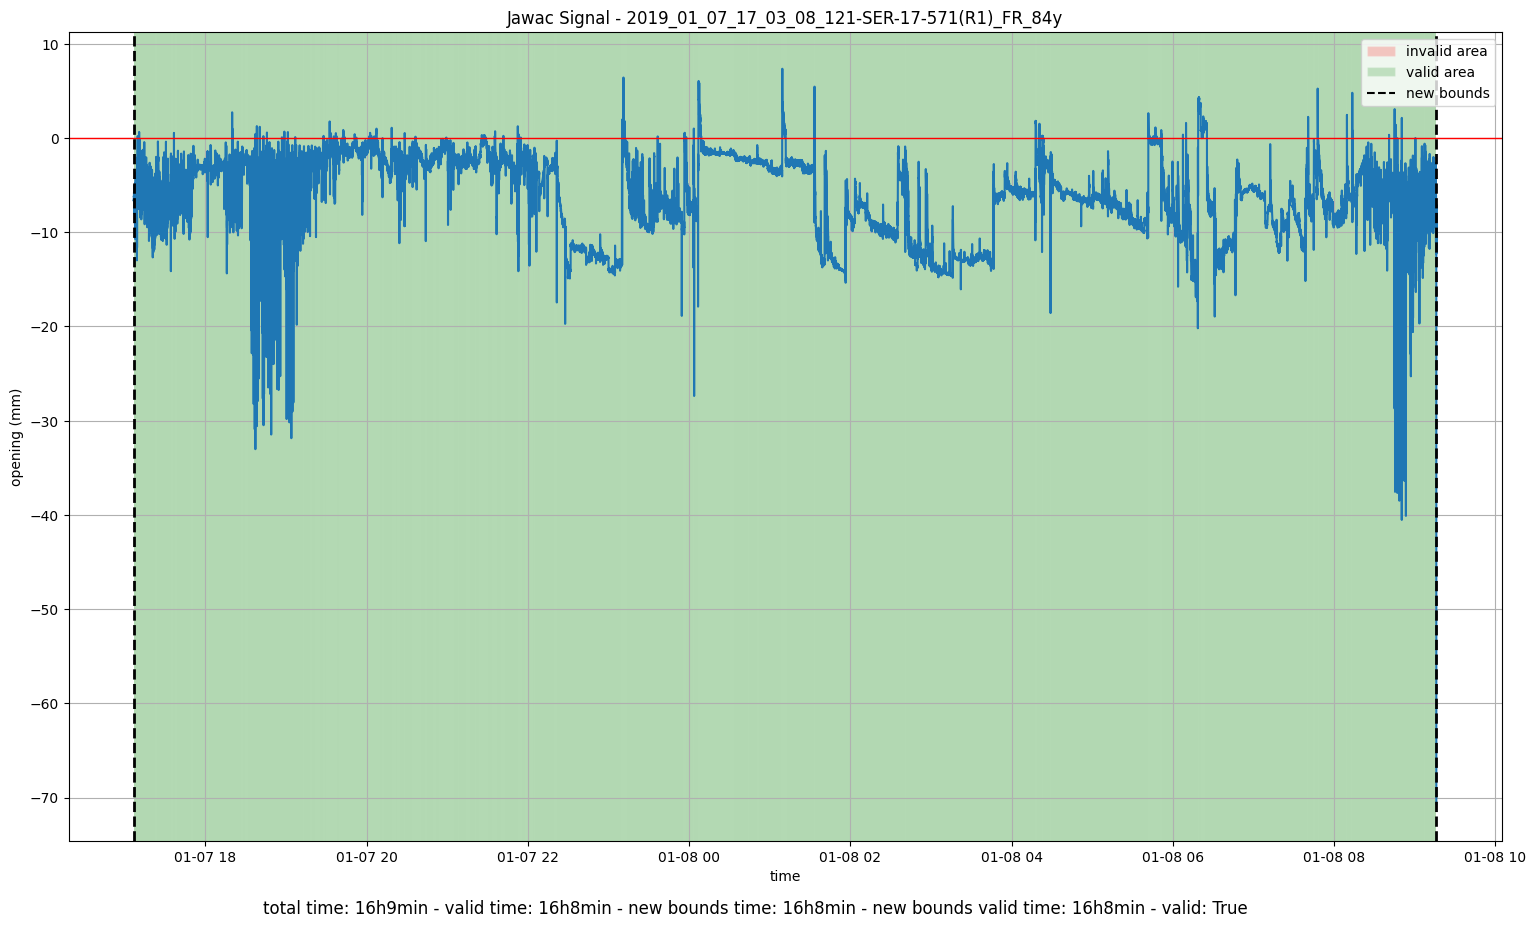 Jawac Signal - 2019_01_07_17_03_08_121-SER-17-571(R1)_FR_84y
invalid area
valid area
new bounds
10
0
−10
−20
−30
−40
−50
−60
−70
opening (mm)
01-07 18
01-07 20
01-07 22
01-08 00
01-08 02
01-08 04
01-08 06
01-08 08
01-08 10
time
total time: 16h9min - valid time: 16h8min - new bounds time: 16h8min - new bounds valid time: 16h8min - valid: True